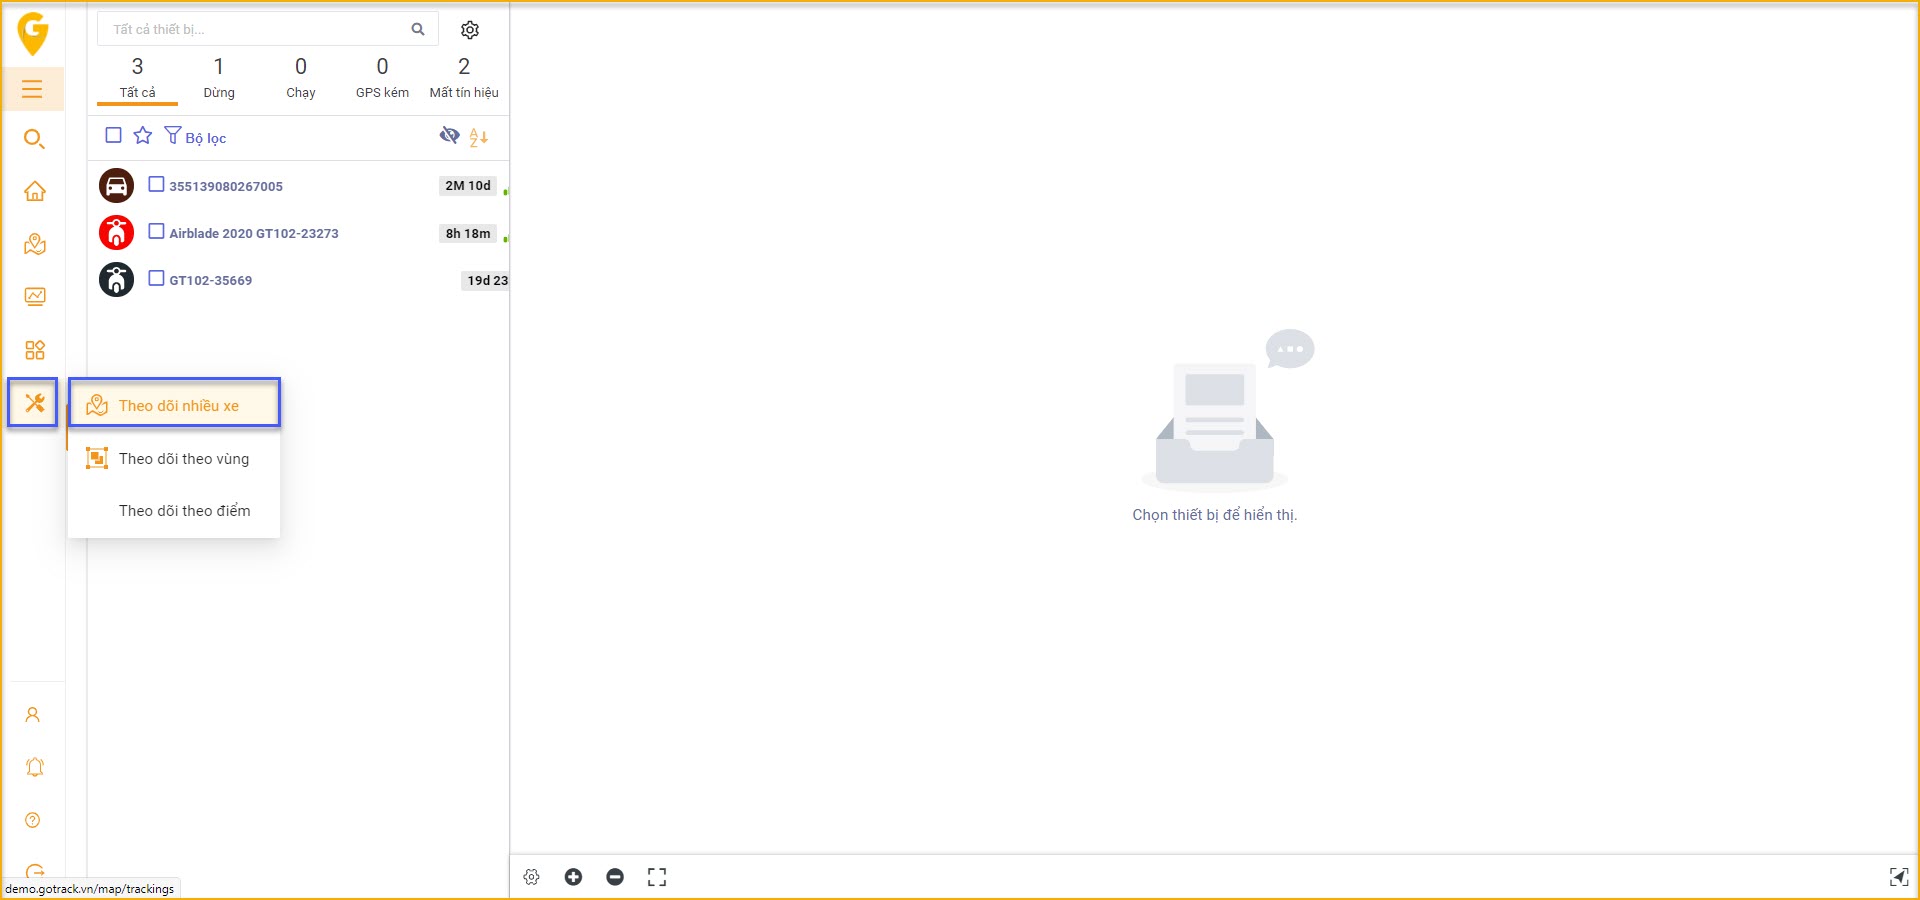 G
Tất cả thiết bị...
3 1 0 0 2
Tất cả Dừng Chạy GPS kém Mất tín hiệu
Bộ lọc
A
Z
355139080267005 2M 10d
Airblade 2020 GT102-23273 8h 18m
GT102-35669 19d 23
Theo dõi nhiều xe
Theo dõi theo vùng
Theo dõi theo điểm
Chọn thiết bị để hiển thị.
demo.gotrack.vn/map/trackings